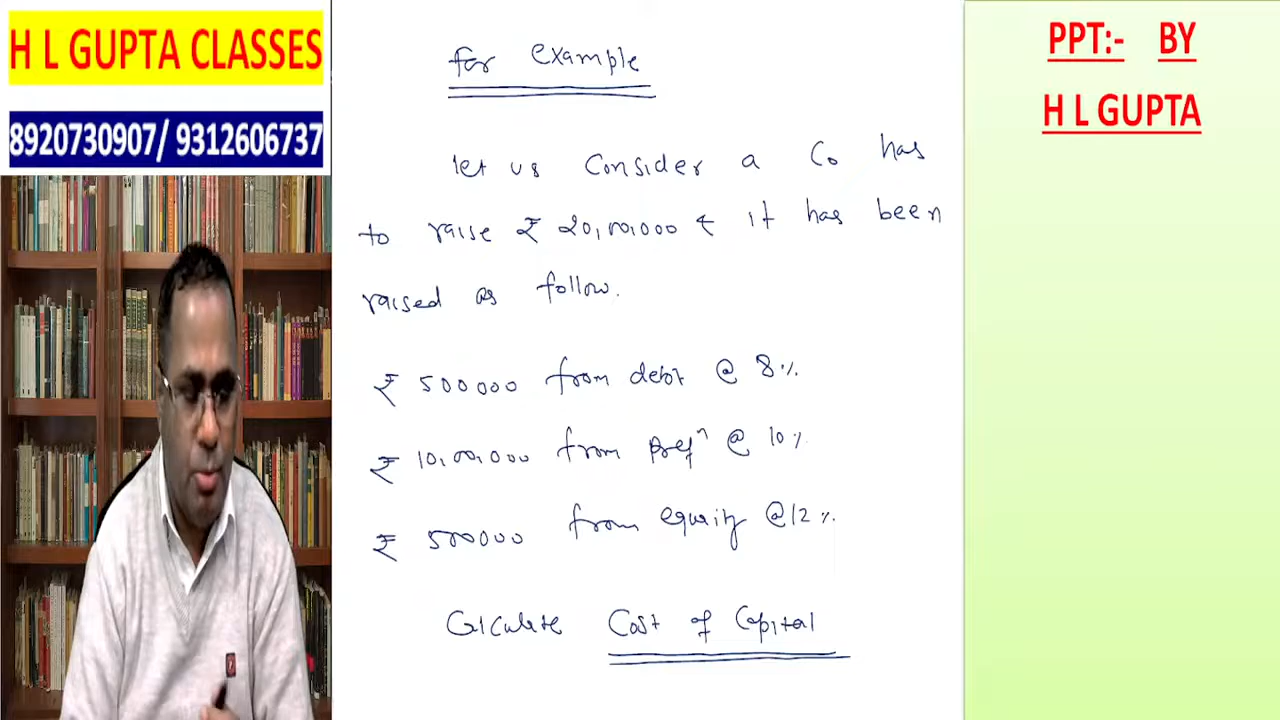 H L GUPTA CLASSES
8920730907/ 9312606737
for example
let us Consider a Co has
to raise ₹ 20,00,000 & it has been
raised as follow.
₹ 500000 from debt @ 8%
₹ 10,00,000 from prefn @ 10%
₹ 500000 from equity @ 12%
Calculate Cost of Capital
PPT:- BY
H L GUPTA